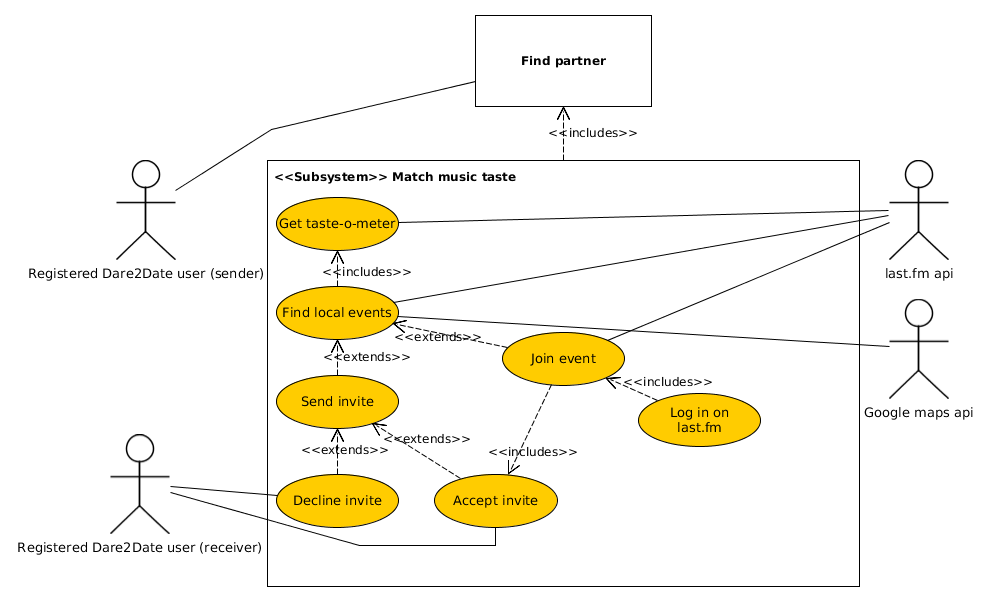 Find partner
<<includes>>
<<Subsystem>> Match music taste
Get taste-o-meter
Registered Dare2Date user (sender)
last.fm api
<<includes>>
Find local events
<<extends>>
<<extends>>
Join event
<<includes>>
Send invite
Log in on
last.fm
Google maps api
<<extends>>
<<extends>>
<<includes>>
Decline invite
Accept invite
Registered Dare2Date user (receiver)